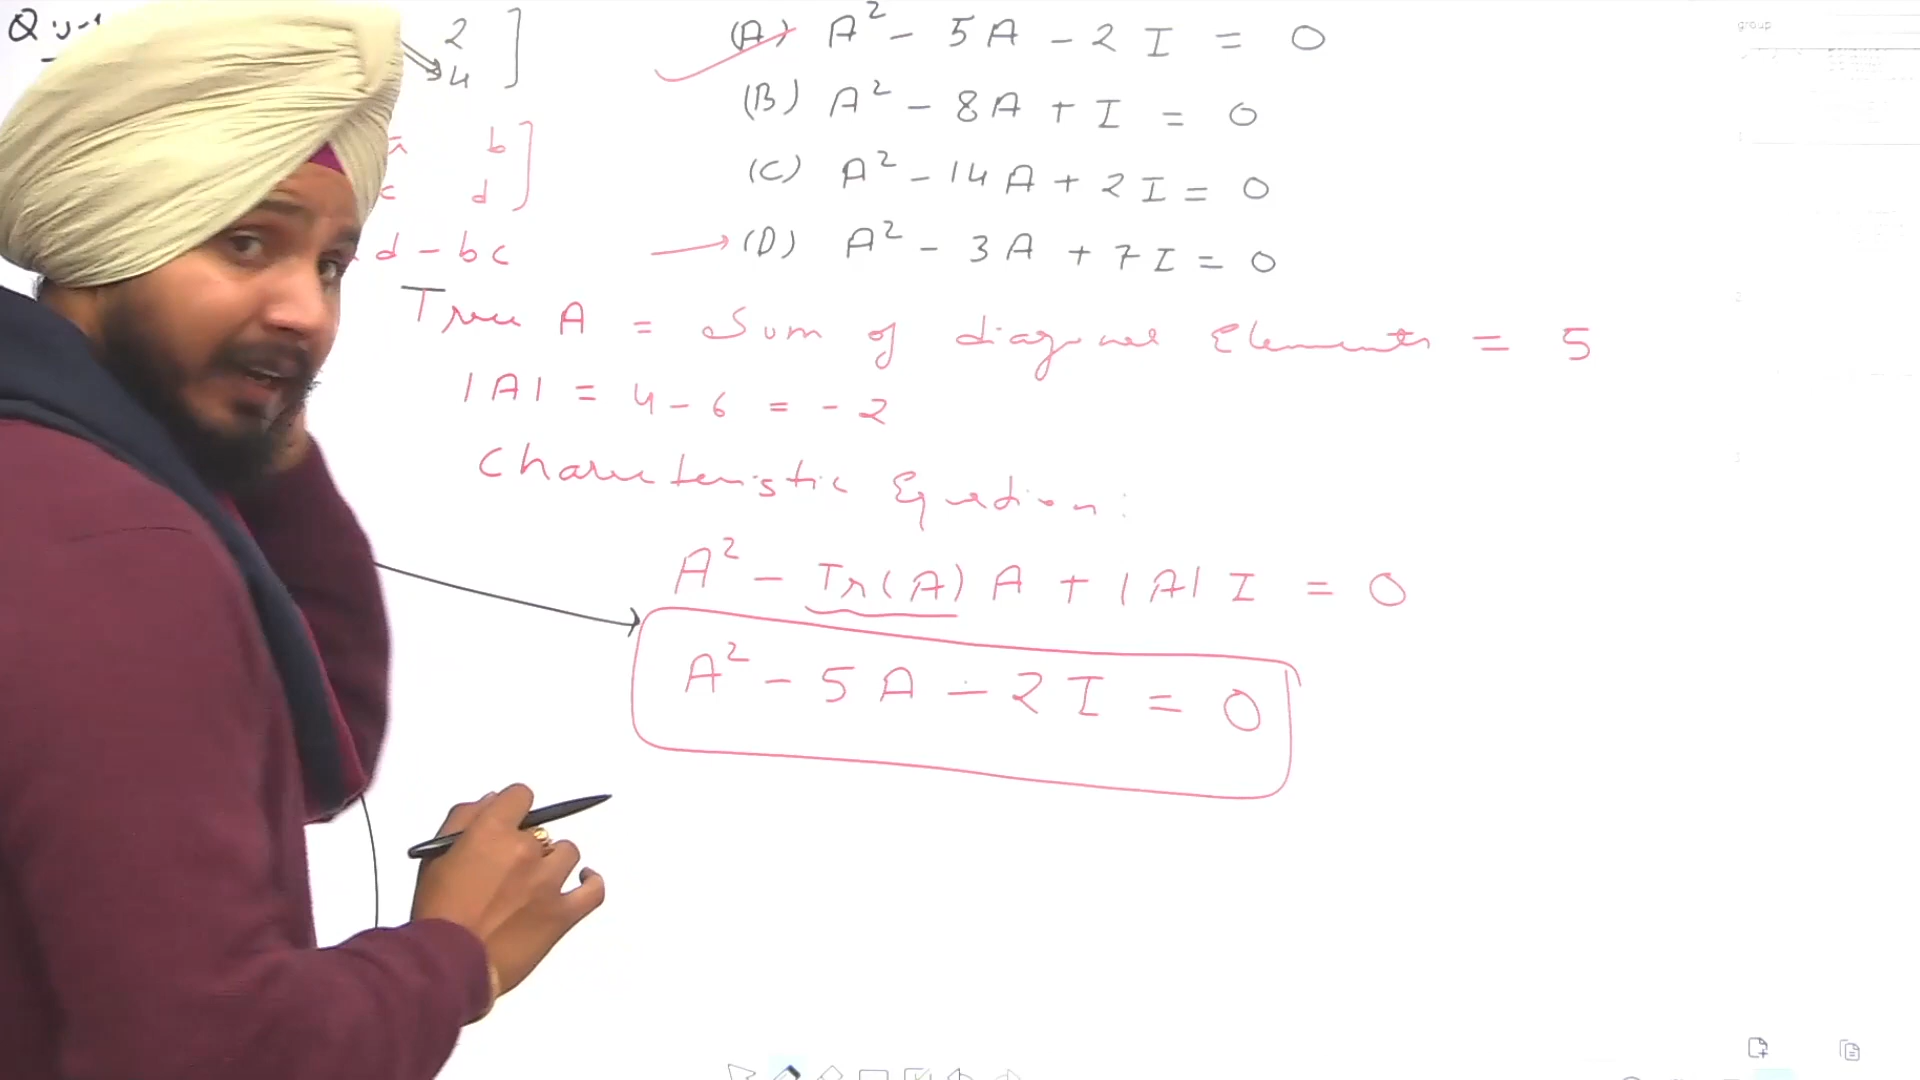 2
4
(A) A² - 5A - 2I = 0
(B) A² - 8A + I = 0
(C) A² - 14A + 2I = 0
(D) A² - 3A + 7I = 0
b
c d
d - bc
A = Sum of diagonal Elements = 5
|A| = 4 - 6 = -2
Characteristic Equation:
A² - Tr(A) A + |A| I = 0
A² - 5A - 2I = 0
group